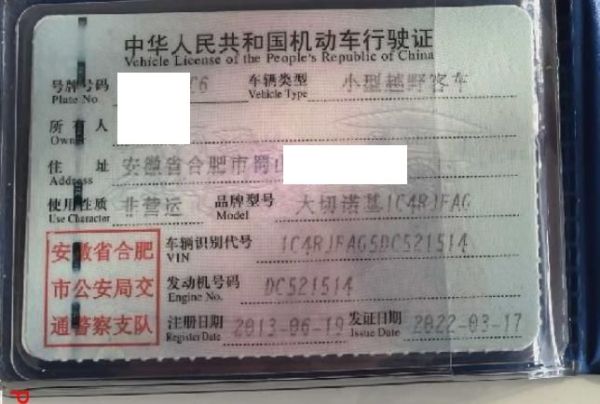 中华人民共和国机动车行驶证
Vehicle License of the People's Republic of China
号牌号码 C6 车辆类型 小型越野客车
Plate No. Vehicle Type
所有人
Owner
住址 安徽省合肥市蜀山
Address
使用性质 非营运 品牌型号 大切诺基1C4RJFAG
Use Character Model
安徽省合肥 车辆识别代号 1C4RJFAG5DC521514
VIN
市公安局交 发动机号码 DC521514
Engine No.
通警察支队 注册日期 2013-06-19 发证日期 2022-03-17
Register Date Issue Date
P